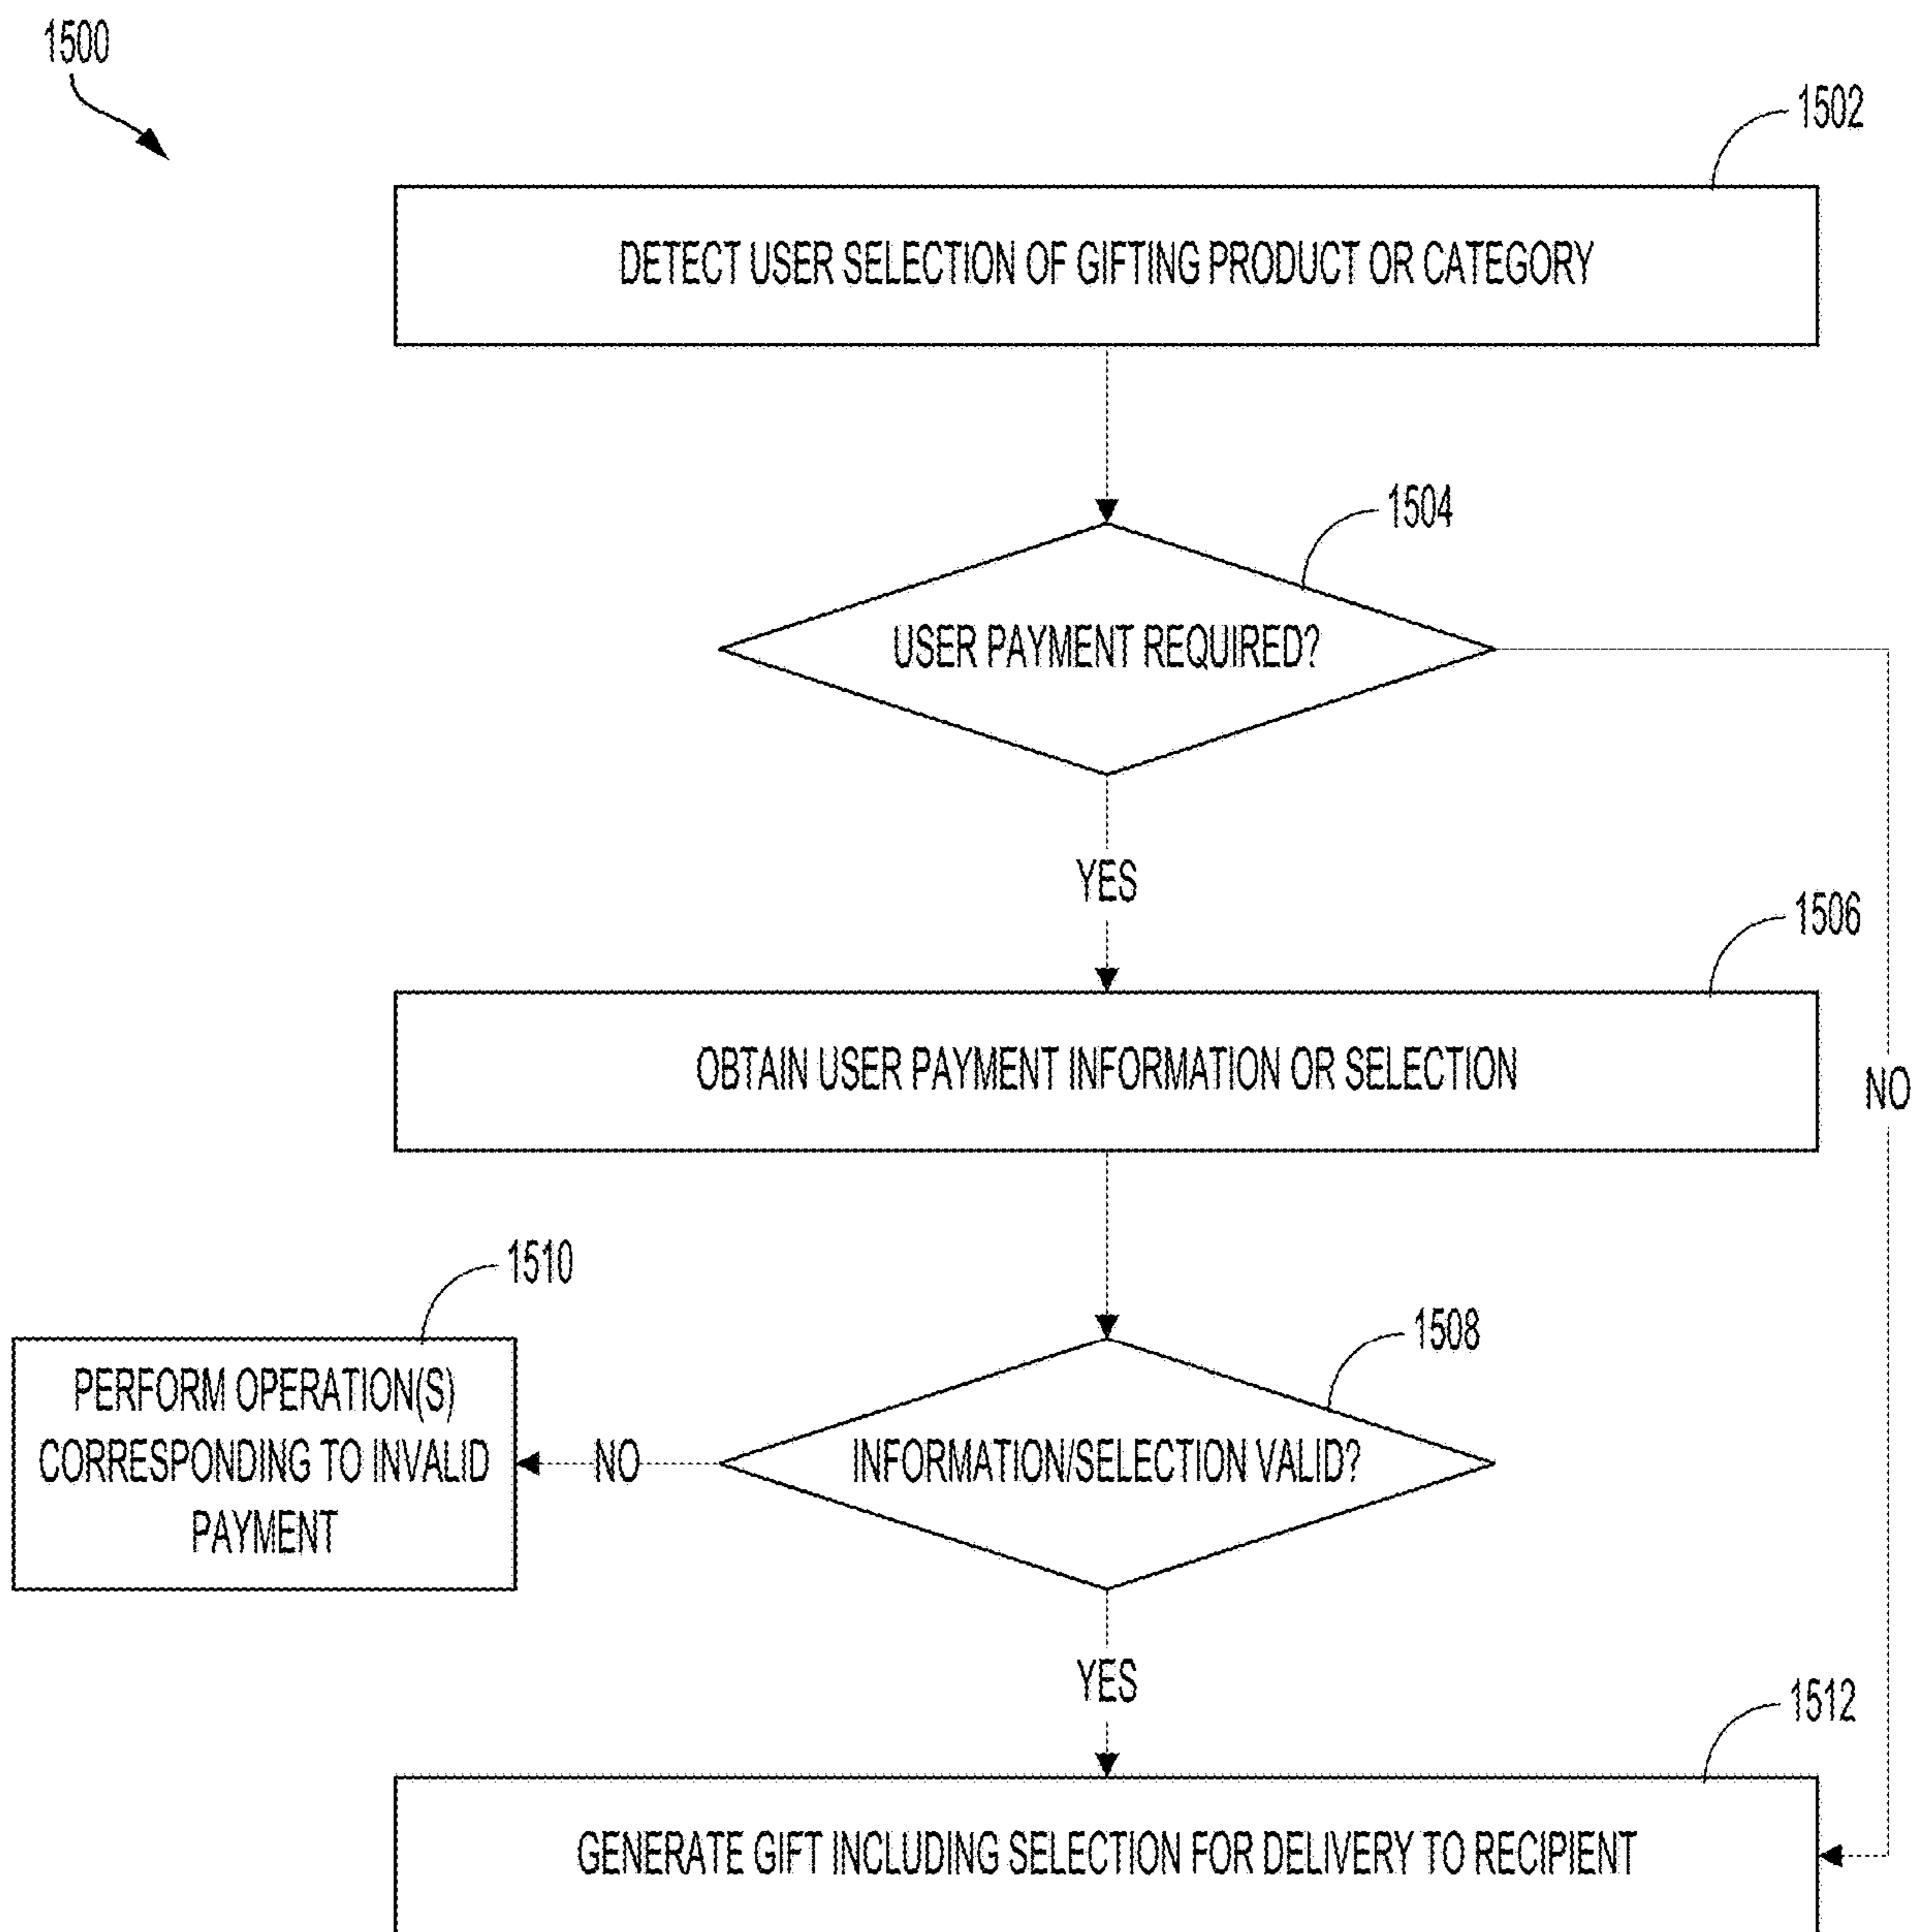 1500
1502
DETECT USER SELECTION OF GIFTING PRODUCT OR CATEGORY
1504
USER PAYMENT REQUIRED?
YES
1506
OBTAIN USER PAYMENT INFORMATION OR SELECTION
NO
1510
PERFORM OPERATION(S)
CORRESPONDING TO INVALID
PAYMENT
NO
1508
INFORMATION/SELECTION VALID?
YES
1512
GENERATE GIFT INCLUDING SELECTION FOR DELIVERY TO RECIPIENT